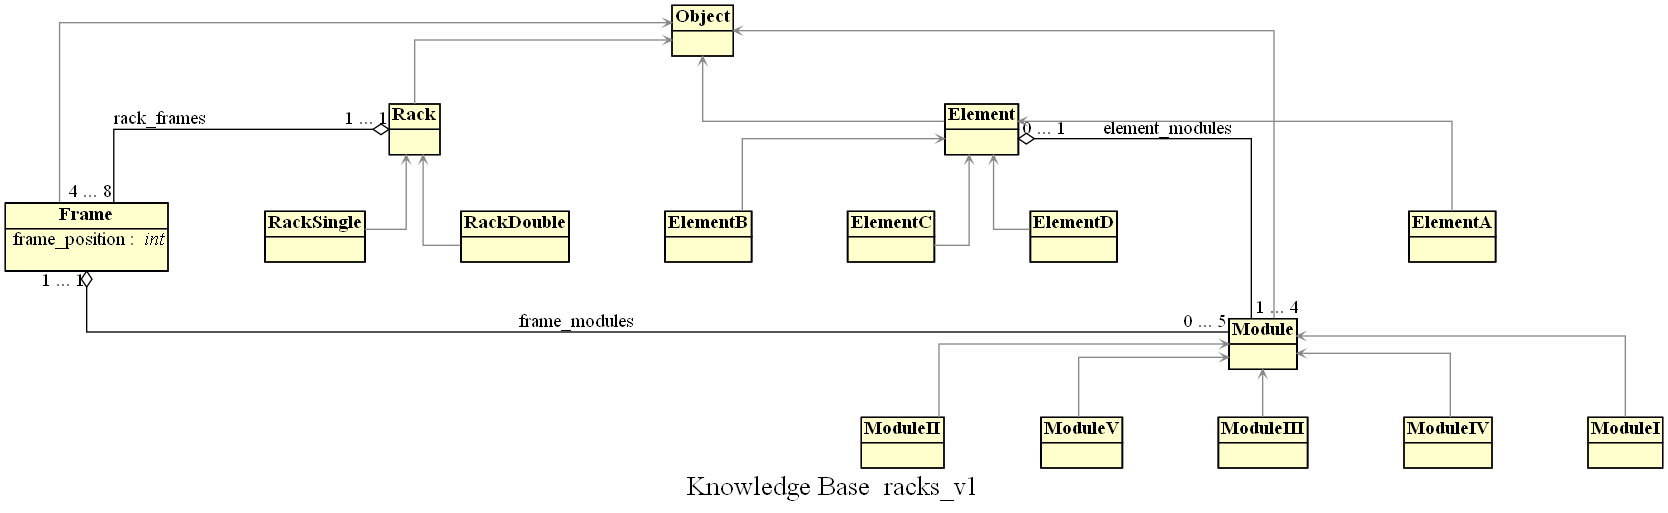 Object
rack_frames
1 ... 1
Rack
Element
0 ... 1
element_modules
4 ... 8
Frame
frame_position : int
RackSingle
RackDouble
ElementB
ElementC
ElementD
ElementA
1 ... 1
frame_modules
0 ... 5
1 ... 4
Module
ModuleII
ModuleV
ModuleIII
ModuleIV
ModuleI
Knowledge Base racks_v1